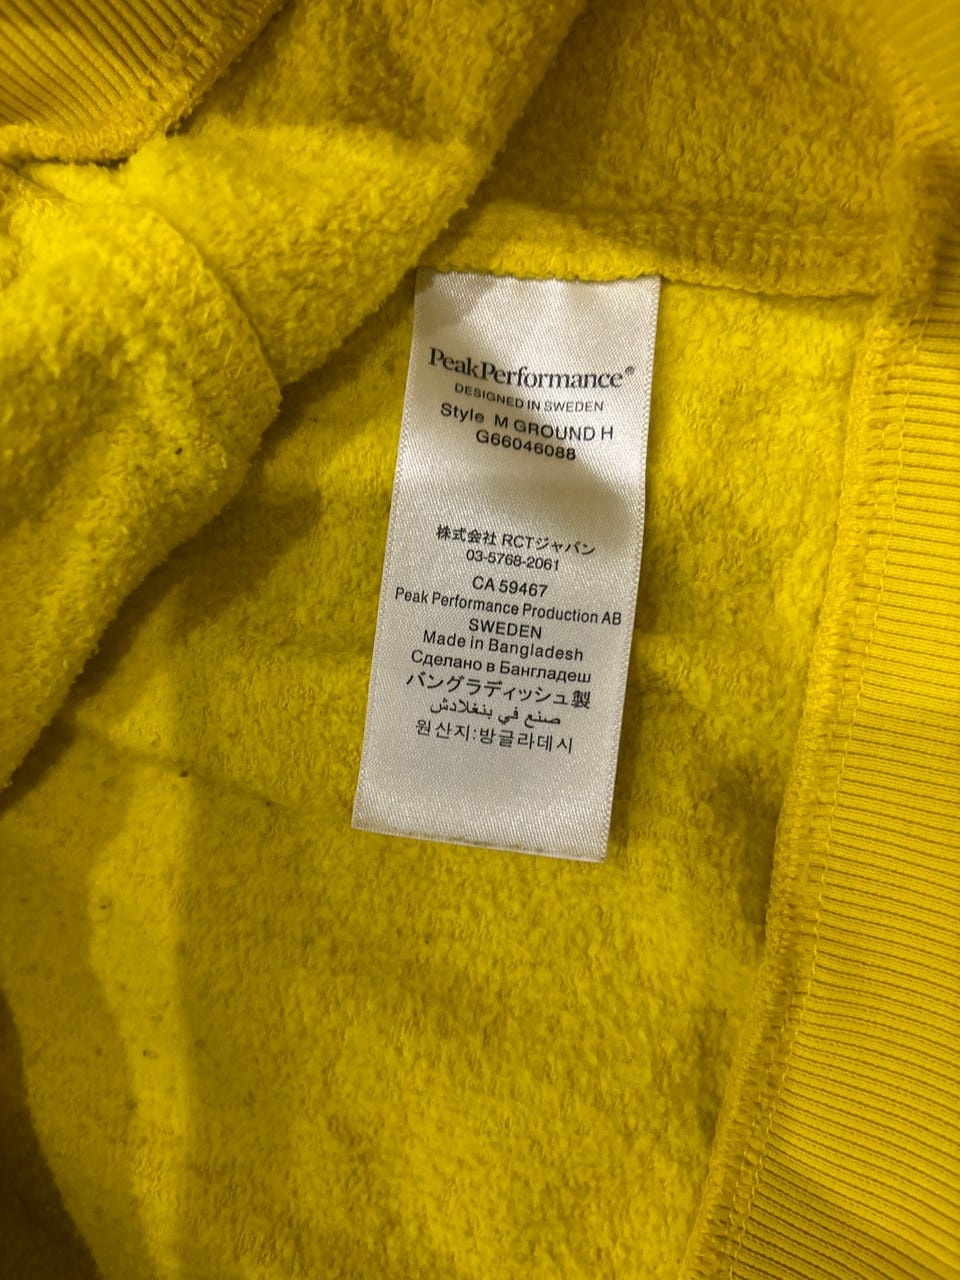 PeakPerformance®
DESIGNED IN SWEDEN
Style M GROUND H
G66046088
株式会社 RCTジャパン
03-5768-2061
CA 59467
Peak Performance Production AB
SWEDEN
Made in Bangladesh
Сделано в Бангладеш
バングラディッシュ製
صنع في بنغلادش
원산지:방글라데시